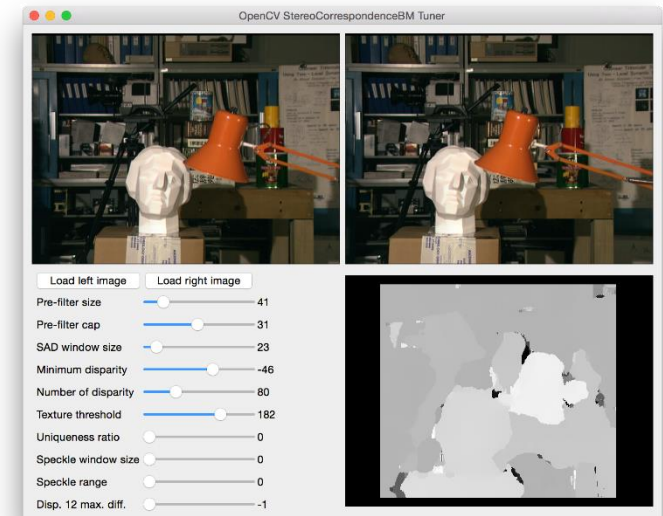 OpenCV StereoCorrespondenceBM Tuner
Load left image Load right image
Pre-filter size 41
Pre-filter cap 31
SAD window size 23
Minimum disparity -46
Number of disparity 80
Texture threshold 182
Uniqueness ratio 0
Speckle window size 0
Speckle range 0
Disp. 12 max. diff. -1